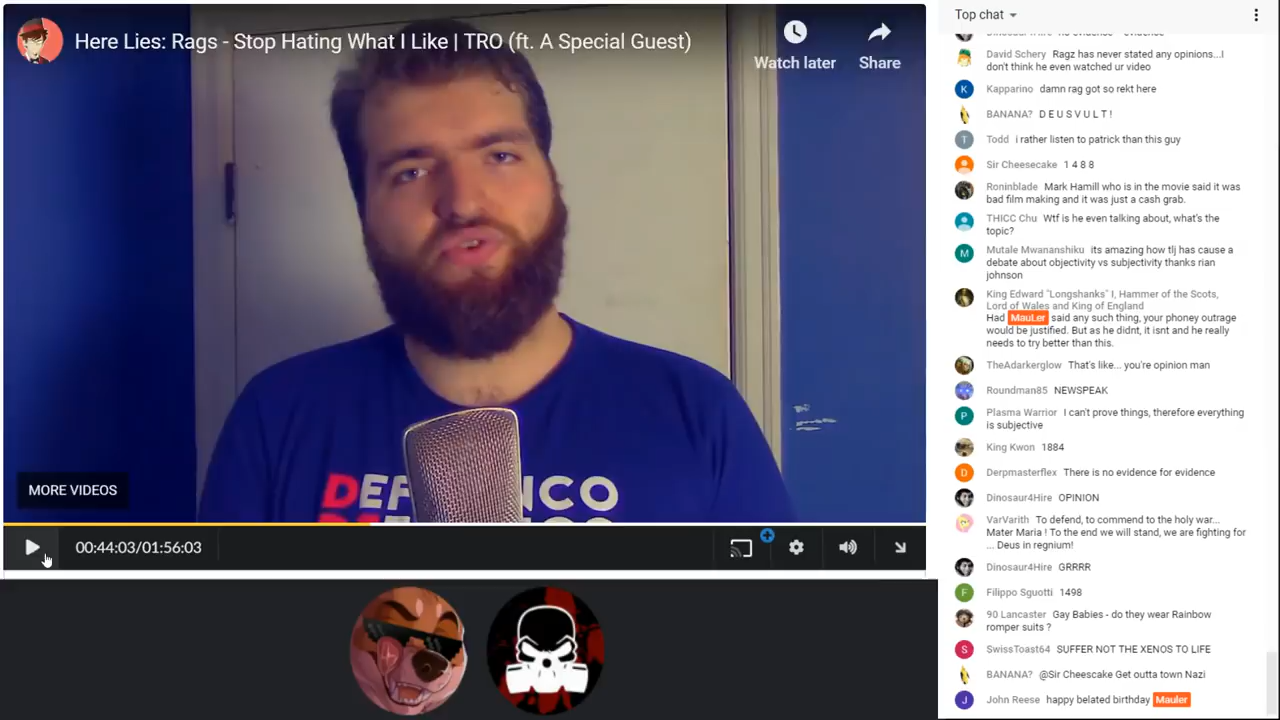 Here Lies: Rags - Stop Hating What I Like | TRO (ft. A Special Guest)
Watch later
Share
MORE VIDEOS
00:44:03/01:56:03
Top chat
David Schery Ragz has never stated any opinions...I
don't think he even watched ur video
Kapparino damn rag got so rekt here
BANANA? D E U S V U L T !
Todd i rather listen to patrick than this guy
Sir Cheesecake 1 4 8 8
Roninblade Mark Hamill who is in the movie said it was
bad film making and it was just a cash grab.
THICC Chu Wtf is he even talking about, what's the
topic?
Mutale Mwananshiku its amazing how tlj has cause a
debate about objectivity vs subjectivity thanks rian
johnson
King Edward "Longshanks" I, Hammer of the Scots,
Lord of Wales and King of England
Had MauLer said any such thing, your phoney outrage
would be justified. But as he didnt, it isnt and he really
needs to try better than this.
TheAdarkerglow That's like... you're opinion man
Roundman85 NEWSPEAK
Plasma Warrior I can't prove things, therefore everything
is subjective
King Kwon 1884
Derpmasterflex There is no evidence for evidence
Dinosaur4Hire OPINION
VarVarith To defend, to commend to the holy war...
Mater Maria ! To the end we will stand, we are fighting for
... Deus in regnium!
Dinosaur4Hire GRRRR
Filippo Sguotti 1498
90 Lancaster Gay Babies - do they wear Rainbow
romper suits ?
SwissToast64 SUFFER NOT THE XENOS TO LIFE
BANANA? @Sir Cheescake Get outta town Nazi
John Reese happy belated birthday Mauler